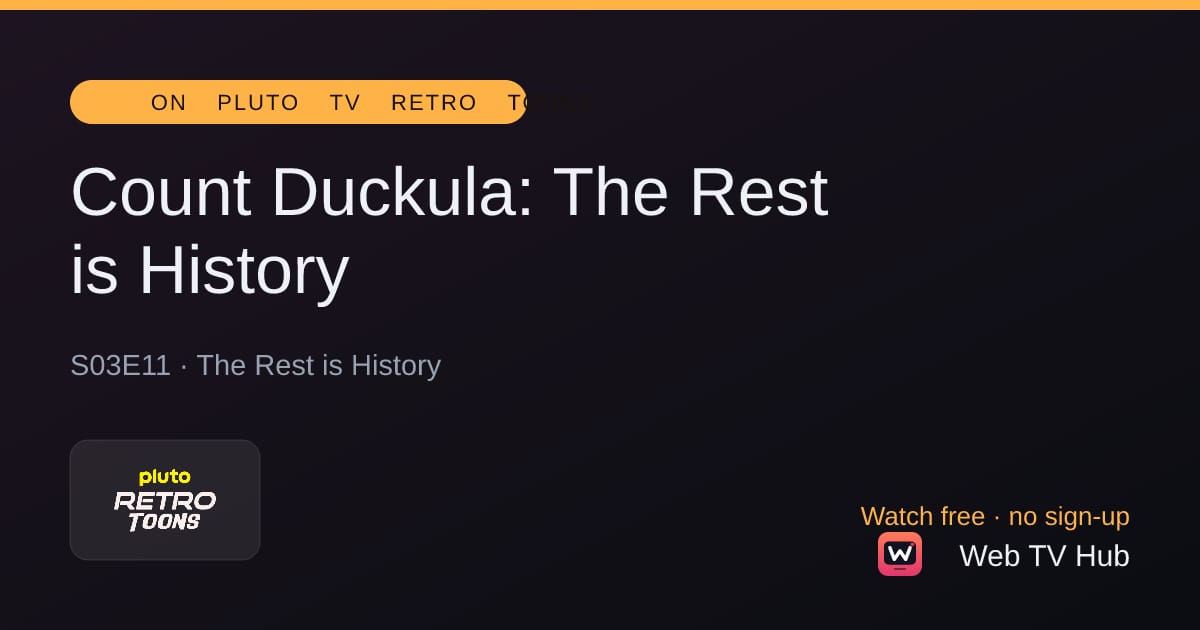 ON PLUTO TV RETRO TOONS
Count Duckula: The Rest
is History
S03E11 · The Rest is History
pluto
RETRO
TOONS
Watch free · no sign-up
W
Web TV Hub